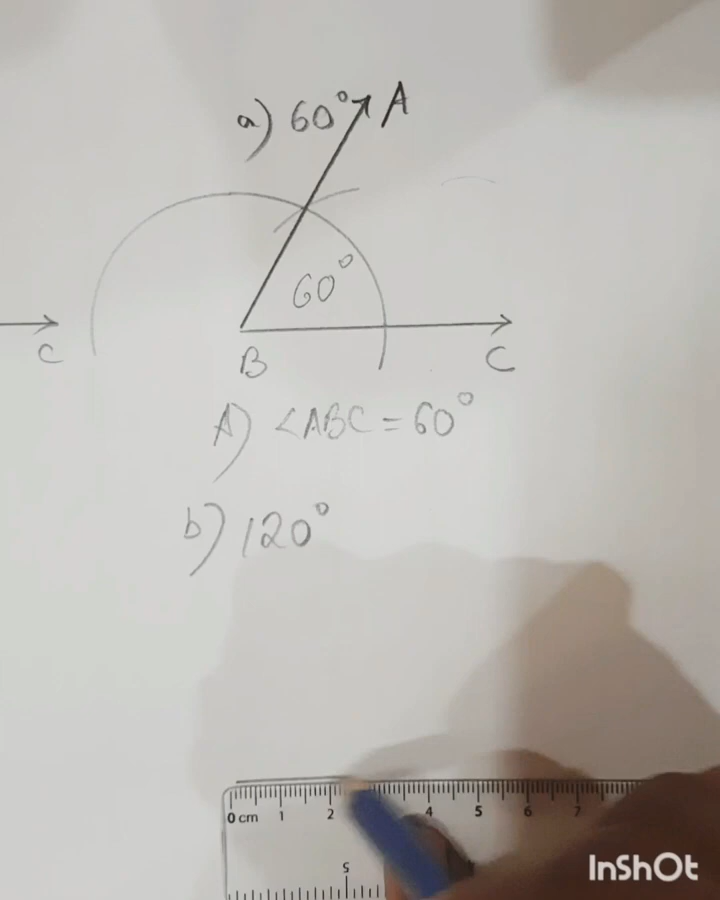 a) 60° A
60°
C
B C
A) ∠ABC = 60°
b) 120°
0 cm 1 2 4 5 6 7
5
InShOt